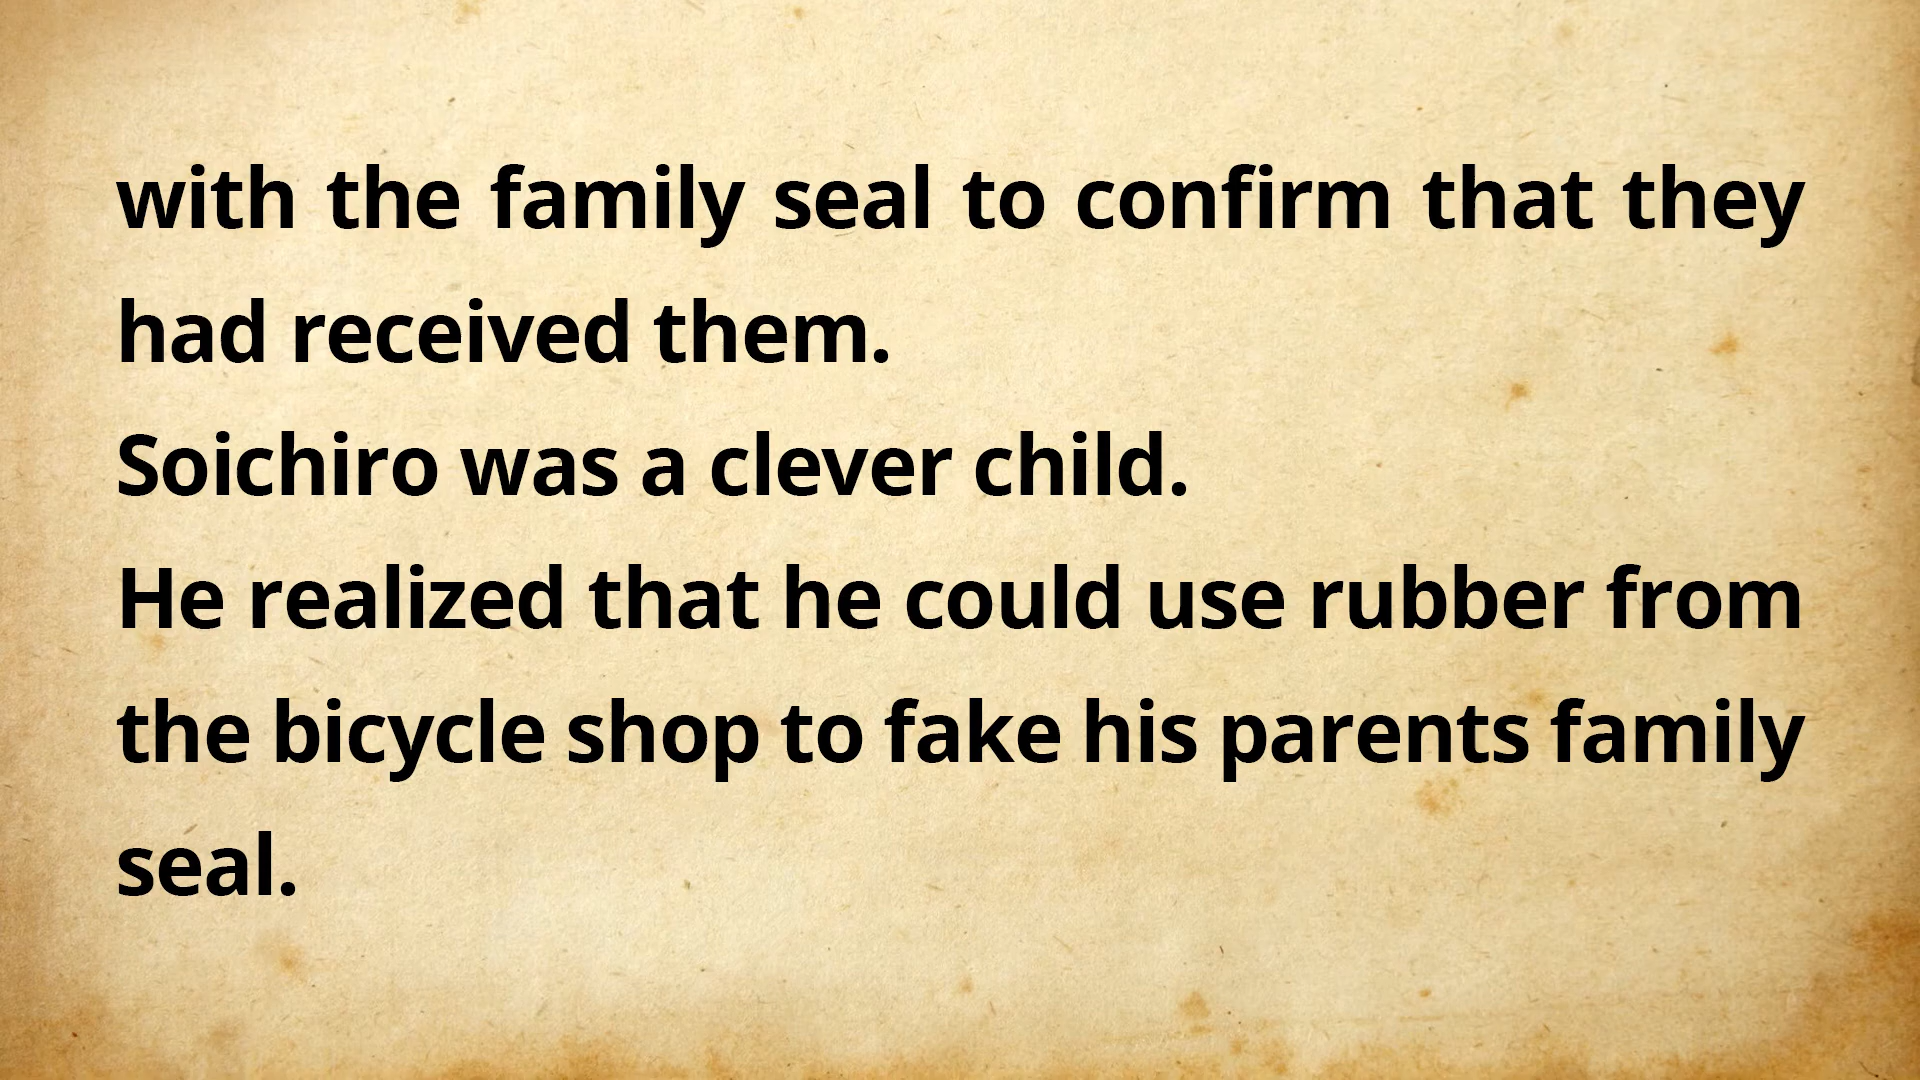 with the family seal to confirm that they
had received them.
Soichiro was a clever child.
He realized that he could use rubber from
the bicycle shop to fake his parents family
seal.